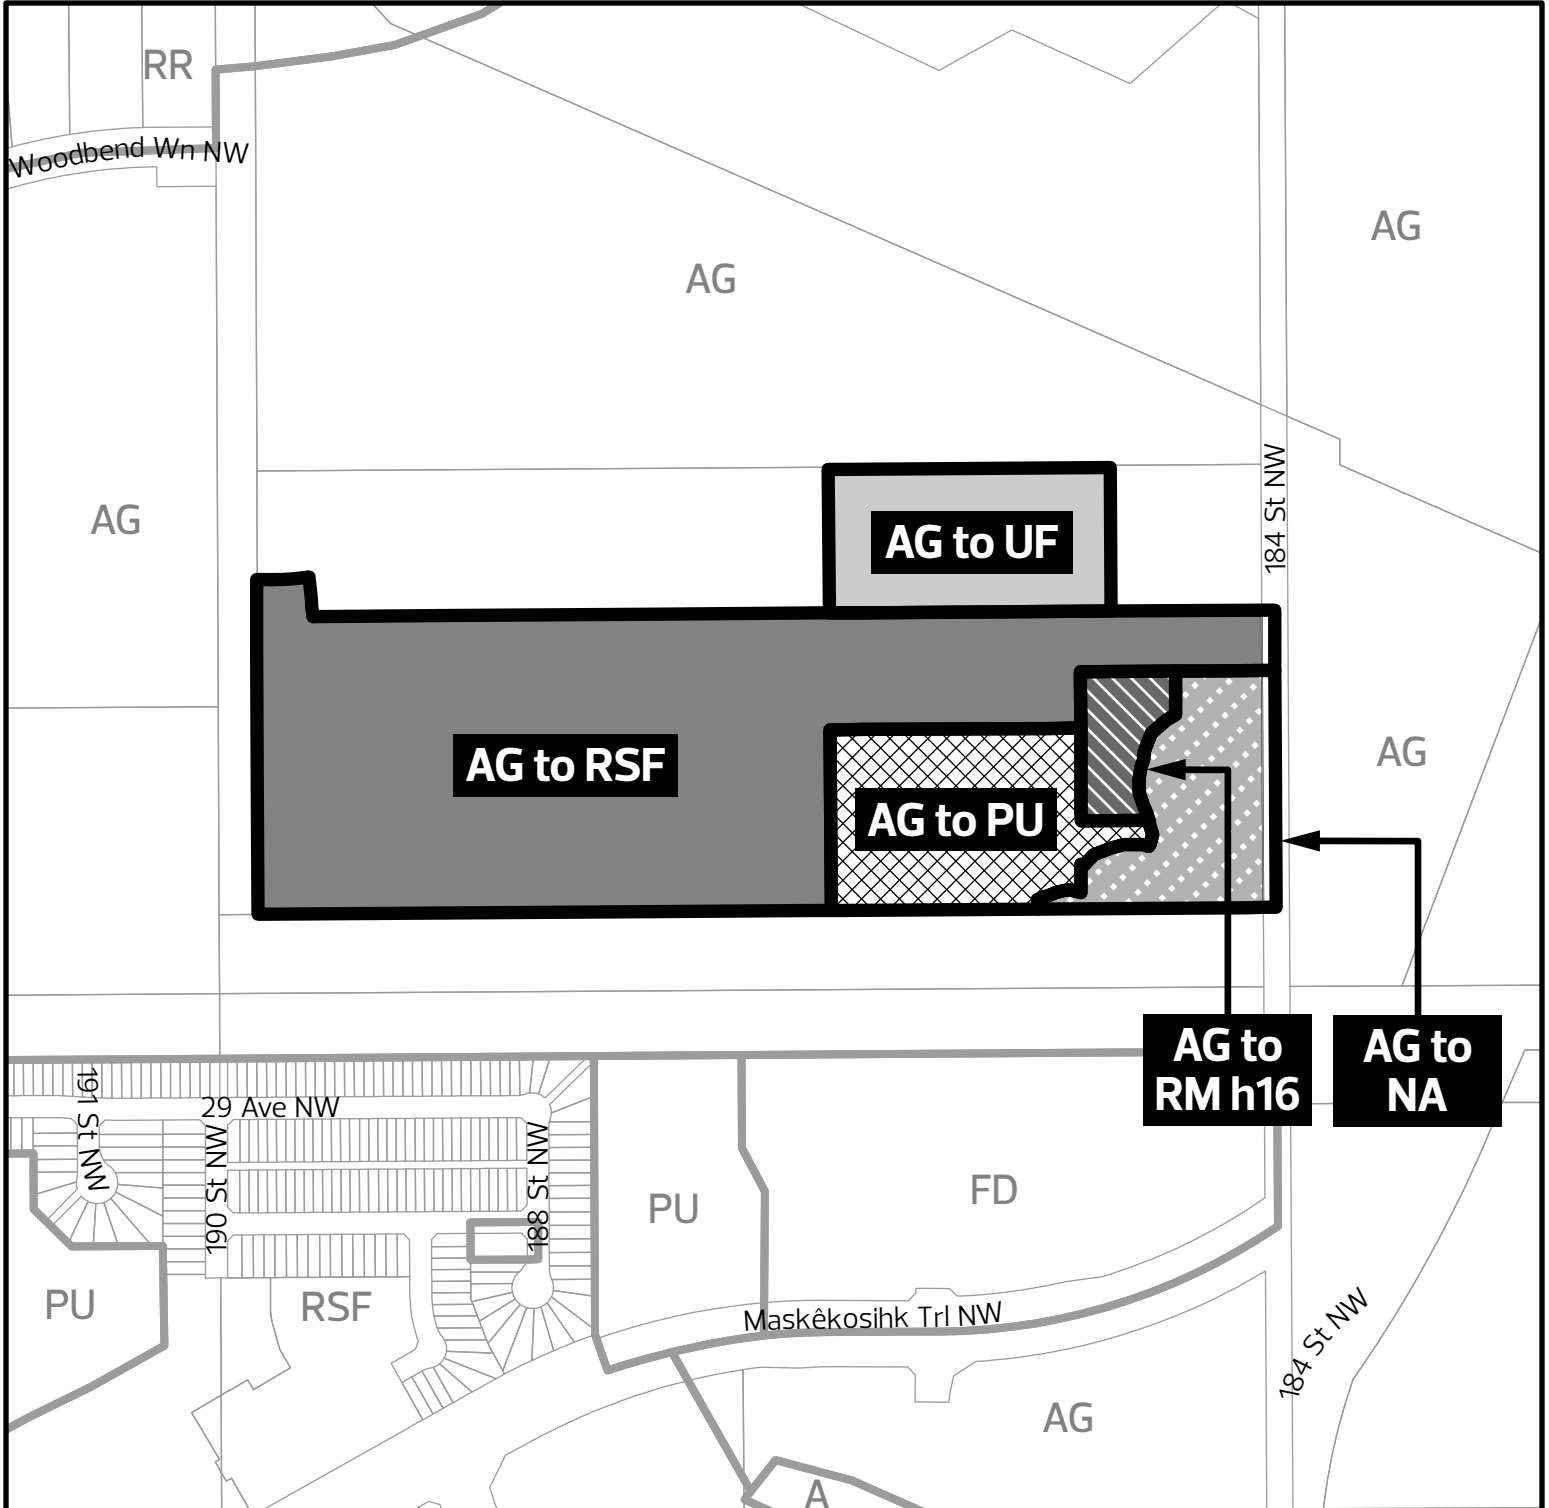 RR
Woodbend Wn NW
AG
AG
184 St NW
AG
AG to UF
AG
AG to RSF
AG to PU
AG to
RM h16
AG to
NA
191 St NW
29 Ave NW
190 St NW
188 St NW
PU
FD
PU
RSF
Maskêkosihk Trl NW
184 St NW
AG
A